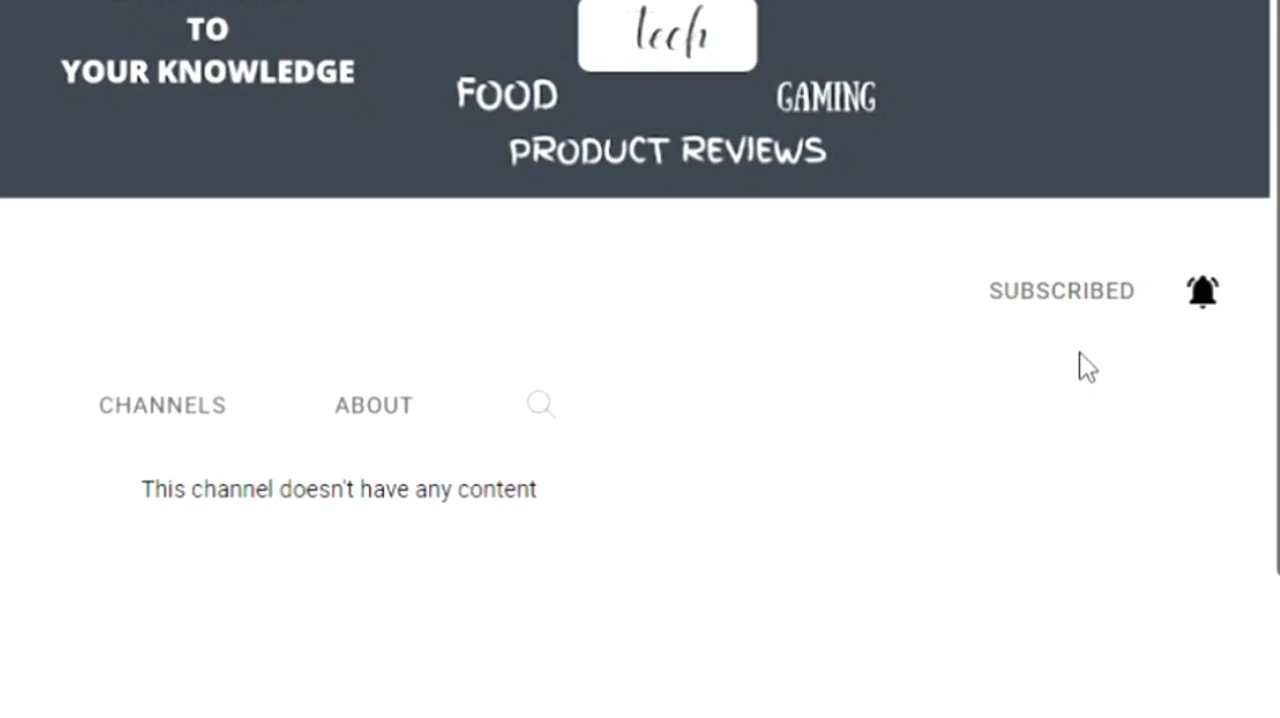 TO
YOUR KNOWLEDGE
tech
FOOD
GAMING
PRODUCT REVIEWS
SUBSCRIBED
CHANNELS ABOUT
This channel doesn't have any content